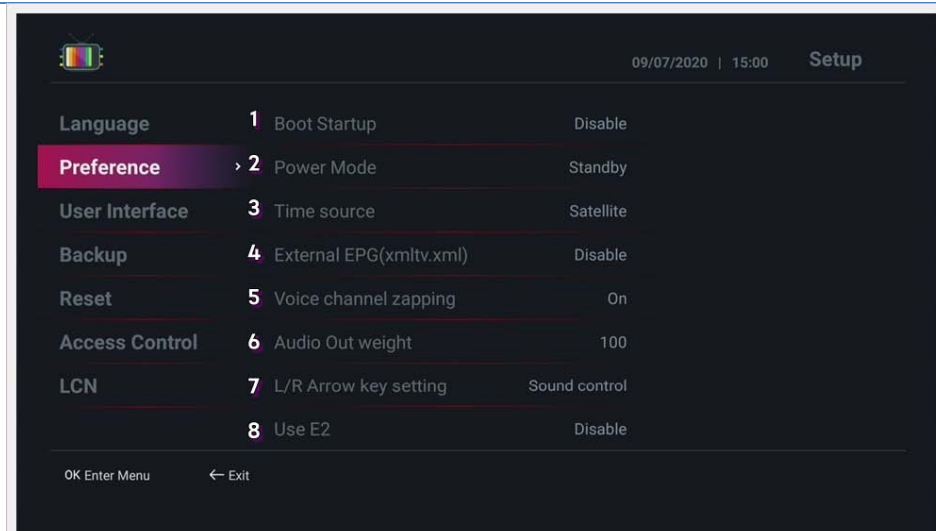 09/07/2020 | 15:00 Setup
Language 1 Boot Startup Disable
Preference › 2 Power Mode Standby
User Interface 3 Time source Satellite
Backup 4 External EPG(xmltv.xml) Disable
Reset 5 Voice channel zapping On
Access Control 6 Audio Out weight 100
LCN 7 L/R Arrow key setting Sound control
8 Use E2 Disable
OK Enter Menu ← Exit